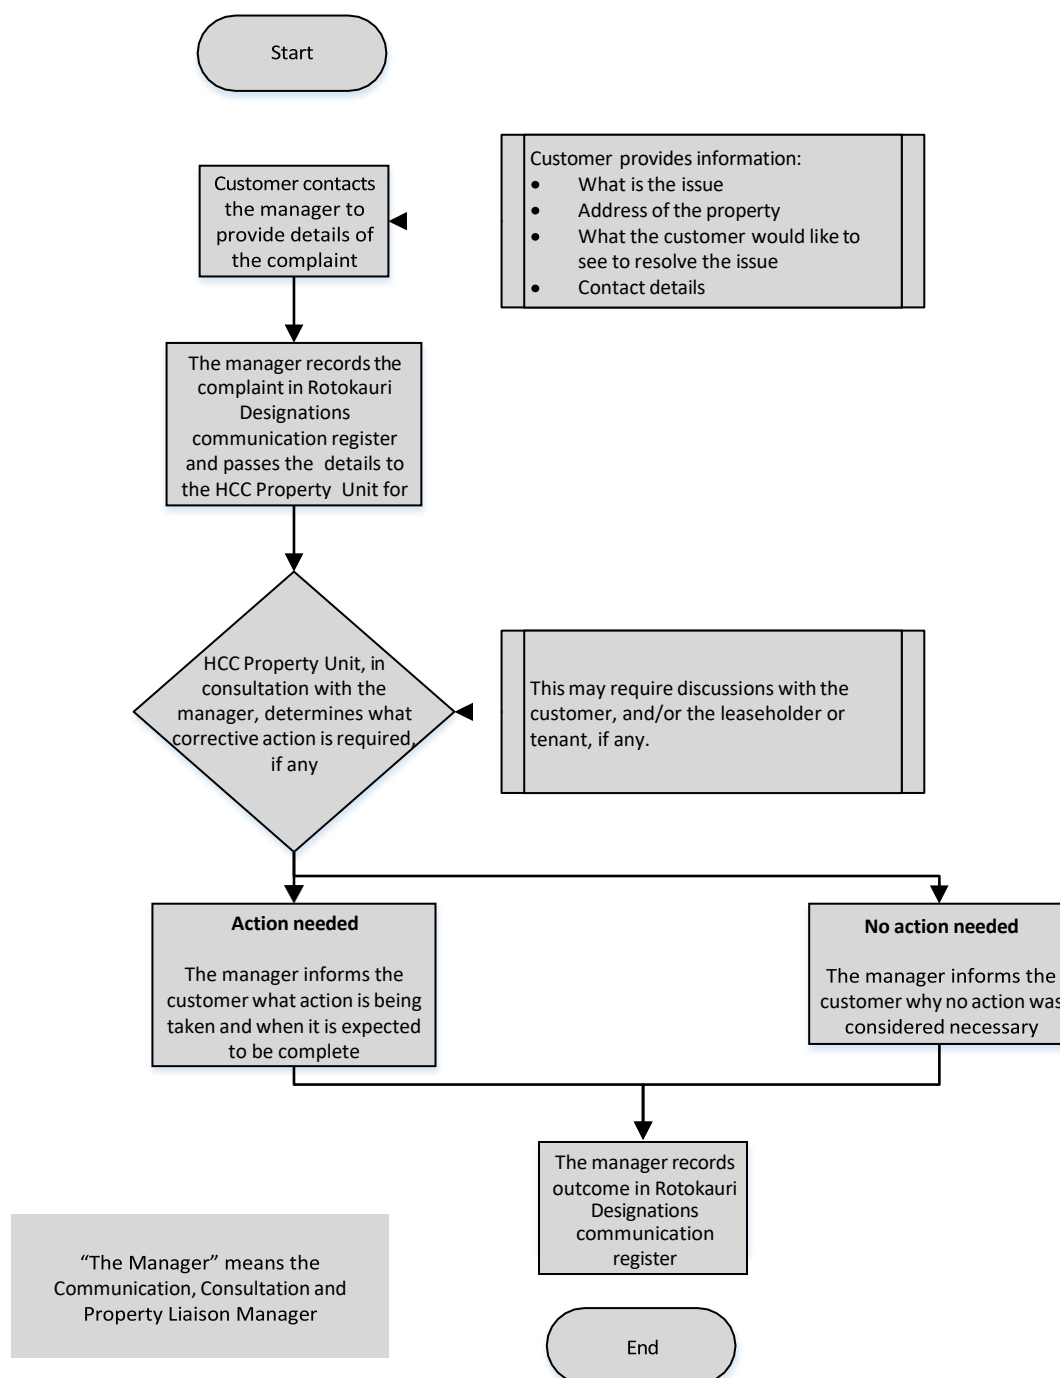 Start
Customer contacts
the manager to
provide details of
the complaint
Customer provides information:
• What is the issue
• Address of the property
• What the customer would like to
see to resolve the issue
• Contact details
The manager records the
complaint in Rotokauri
Designations
communication register
and passes the details to
the HCC Property Unit for
HCC Property Unit, in
consultation with the
manager, determines what
corrective action is required,
if any
This may require discussions with the
customer, and/or the leaseholder or
tenant, if any.
Action needed
The manager informs the
customer what action is being
taken and when it is expected
to be complete
No action needed
The manager informs the
customer why no action was
considered necessary
The manager records
outcome in Rotokauri
Designations
communication
register
“The Manager” means the
Communication, Consultation and
Property Liaison Manager
End